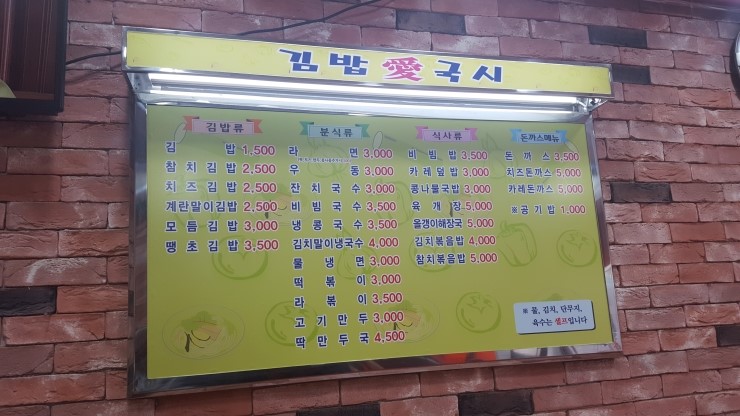 김밥 愛 국시
김밥류
김밥 1,500
참치김밥 2,500
치즈김밥 2,500
계란말이김밥 2,500
모듬김밥 3,000
땡초김밥 3,500
분식류
라면 3,000
우동 3,000
잔치국수 3,000
비빔국수 3,500
냉콩국수 3,500
김치말이냉국수 4,000
물냉면 3,000
떡볶이 3,000
라볶이 3,500
고기만두 3,000
떡만두국 4,500
식사류
비빔밥 3,500
카레덮밥 3,000
콩나물국밥 3,000
육개장 5,000
올갱이해장국 5,000
김치볶음밥 4,000
참치볶음밥 5,000
돈까스메뉴
돈까스 3,500
치즈돈까스 5,000
카레돈까스 5,000
※공기밥 1,000
※ 물, 김치, 단무지,
육수는 셀프입니다